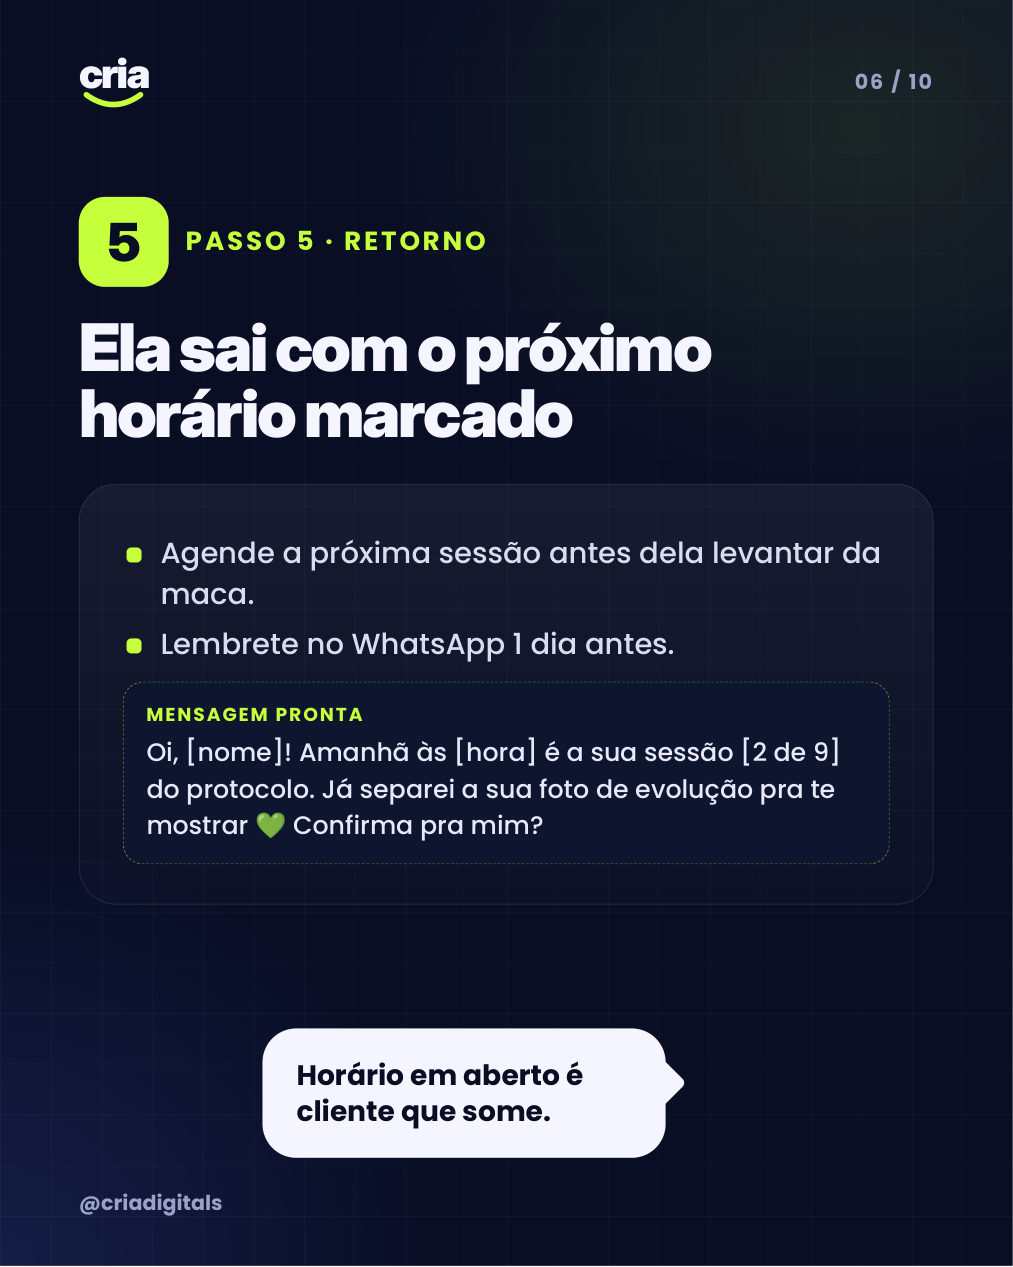 cria
06 / 10
5
PASSO 5 · RETORNO
Ela sai com o próximo
horário marcado
Agende a próxima sessão antes dela levantar da
maca.
Lembrete no WhatsApp 1 dia antes.
MENSAGEM PRONTA
Oi, [nome]! Amanhã às [hora] é a sua sessão [2 de 9]
do protocolo. Já separei a sua foto de evolução pra te
mostrar 💚 Confirma pra mim?
Horário em aberto é
cliente que some.
@criadigitals